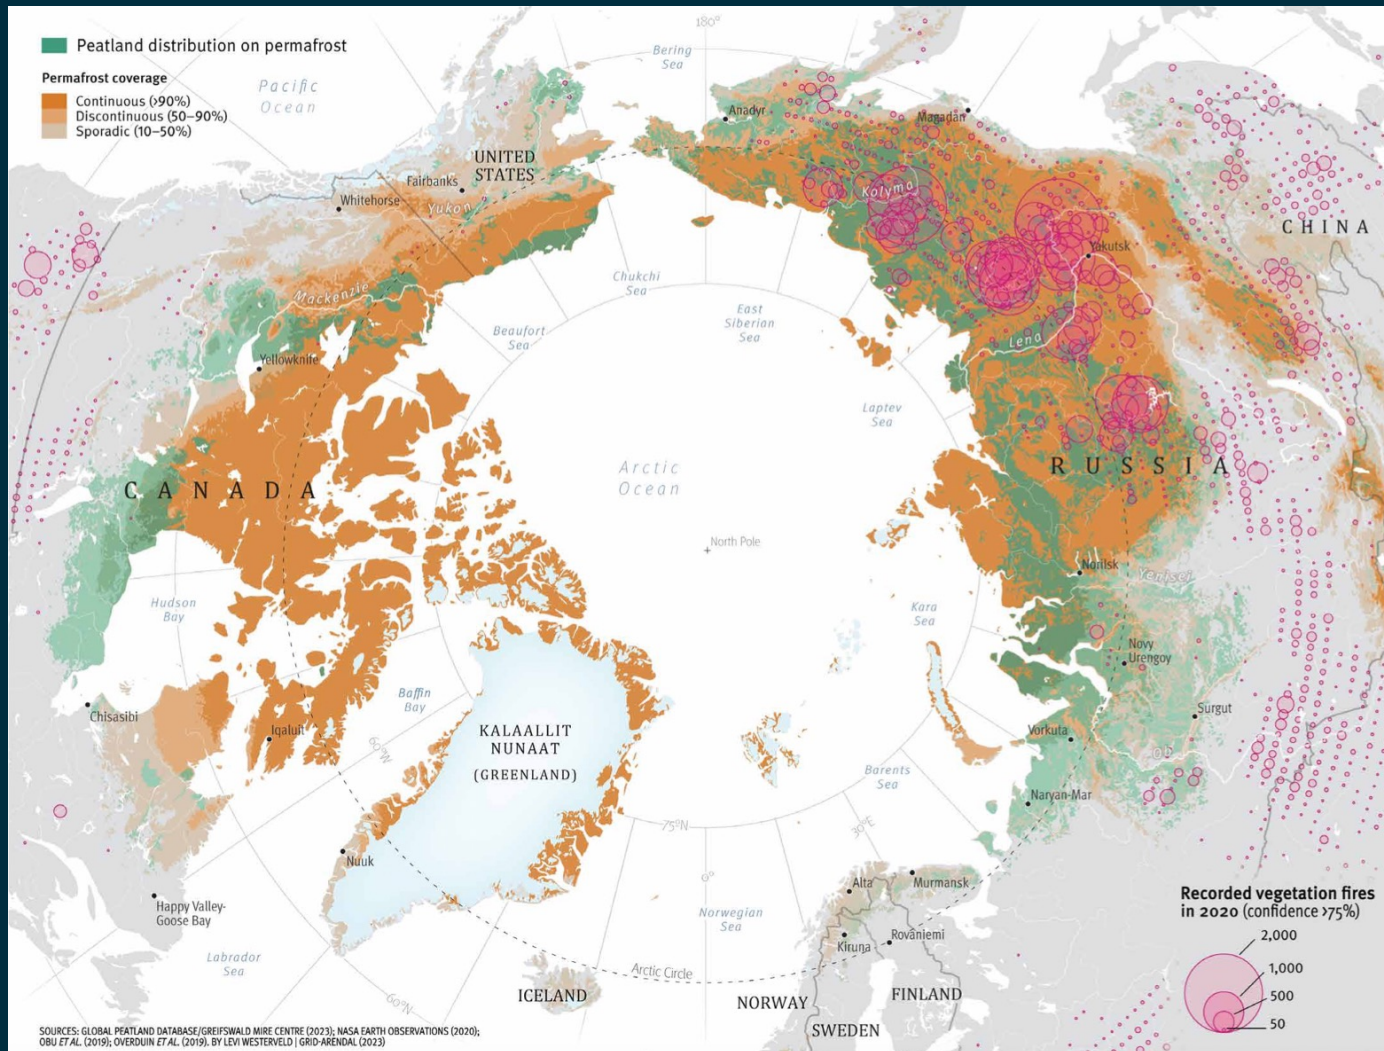 Peatland distribution on permafrost
Permafrost coverage
Continuous (>90%)
Discontinuous (50–90%)
Sporadic (10–50%)
Pacific
Ocean
180°
Bering
Sea
Anadyr
Magadan
UNITED
STATES
Fairbanks
Whitehorse
Yukon
Kolyma
CHINA
Yakutsk
Chukchi
Sea
Mackenzie
Beaufort
Sea
East
Siberian
Sea
Lena
Yellowknife
Laptev
Sea
Arctic
Ocean
RUSSIA
CANADA
North Pole
Norilsk
Yenisei
Hudson
Bay
Kara
Sea
Novy
Urengoy
Baffin
Bay
Chisasibi
Iqaluit
60°W
KALAALLIT
NUNAAT
(GREENLAND)
Surgut
Vorkuta
Ob
Barents
Sea
Naryan-Mar
75°N
30°E
Nuuk
0°
Alta
Murmansk
Happy Valley-
Goose Bay
Norwegian
Sea
Kiruna
Rovaniemi
Labrador
Sea
Arctic Circle
60°N
ICELAND
NORWAY
FINLAND
SWEDEN
Recorded vegetation fires
in 2020 (confidence >75%)
2,000
1,000
500
50
SOURCES: GLOBAL PEATLAND DATABASE/GREIFSWALD MIRE CENTRE (2023); NASA EARTH OBSERVATIONS (2020);
OBU ET AL. (2019); OVERDUIN ET AL. (2019). BY LEVI WESTERVELD | GRID-ARENDAL (2023)